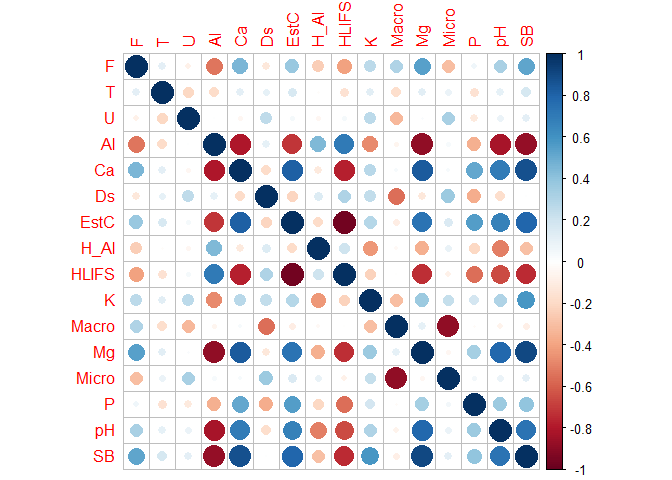 F T U Al Ca Ds EstC H_Al HLIFS K Macro Mg Micro P pH SB
F
T
U
Al
Ca
Ds
EstC
H_Al
HLIFS
K
Macro
Mg
Micro
P
pH
SB
1
0.8
0.6
0.4
0.2
0
-0.2
-0.4
-0.6
-0.8
-1